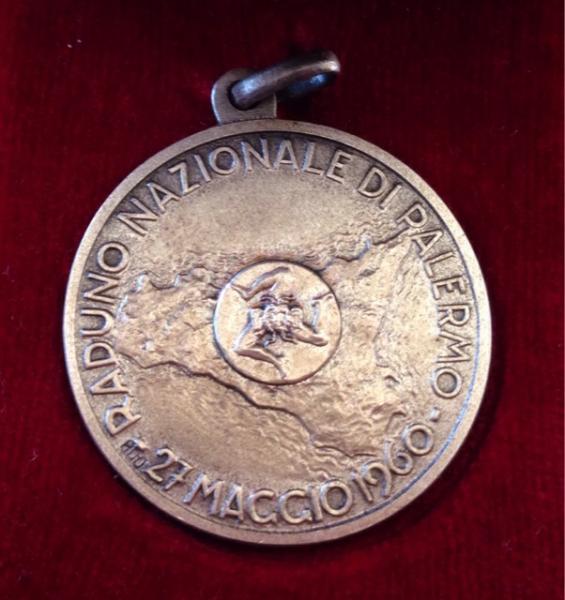 RADUNO NAZIONALE DI PALERMO
27 MAGGIO 1960